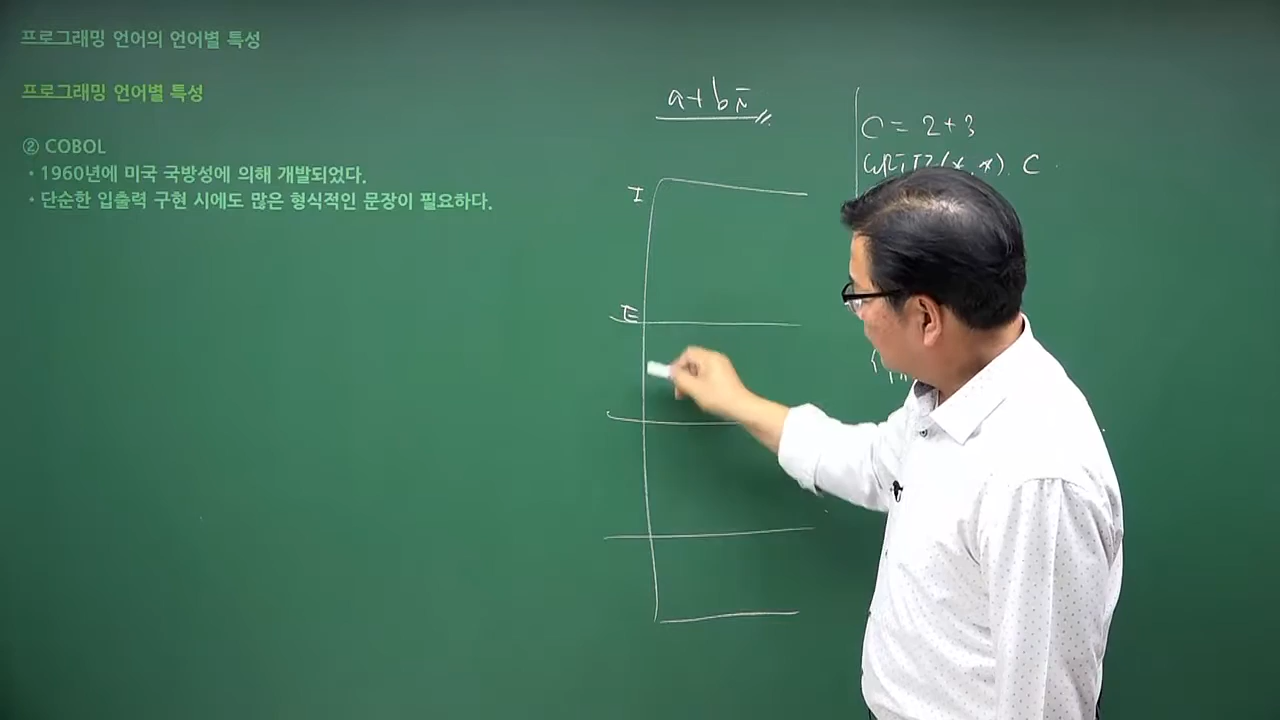 프로그래밍 언어의 언어별 특성
프로그래밍 언어별 특성
② COBOL
• 1960년에 미국 국방성에 의해 개발되었다.
• 단순한 입출력 구현 시에도 많은 형식적인 문장이 필요하다.
a+bi
C = 2+3
(*,*) C
I
E